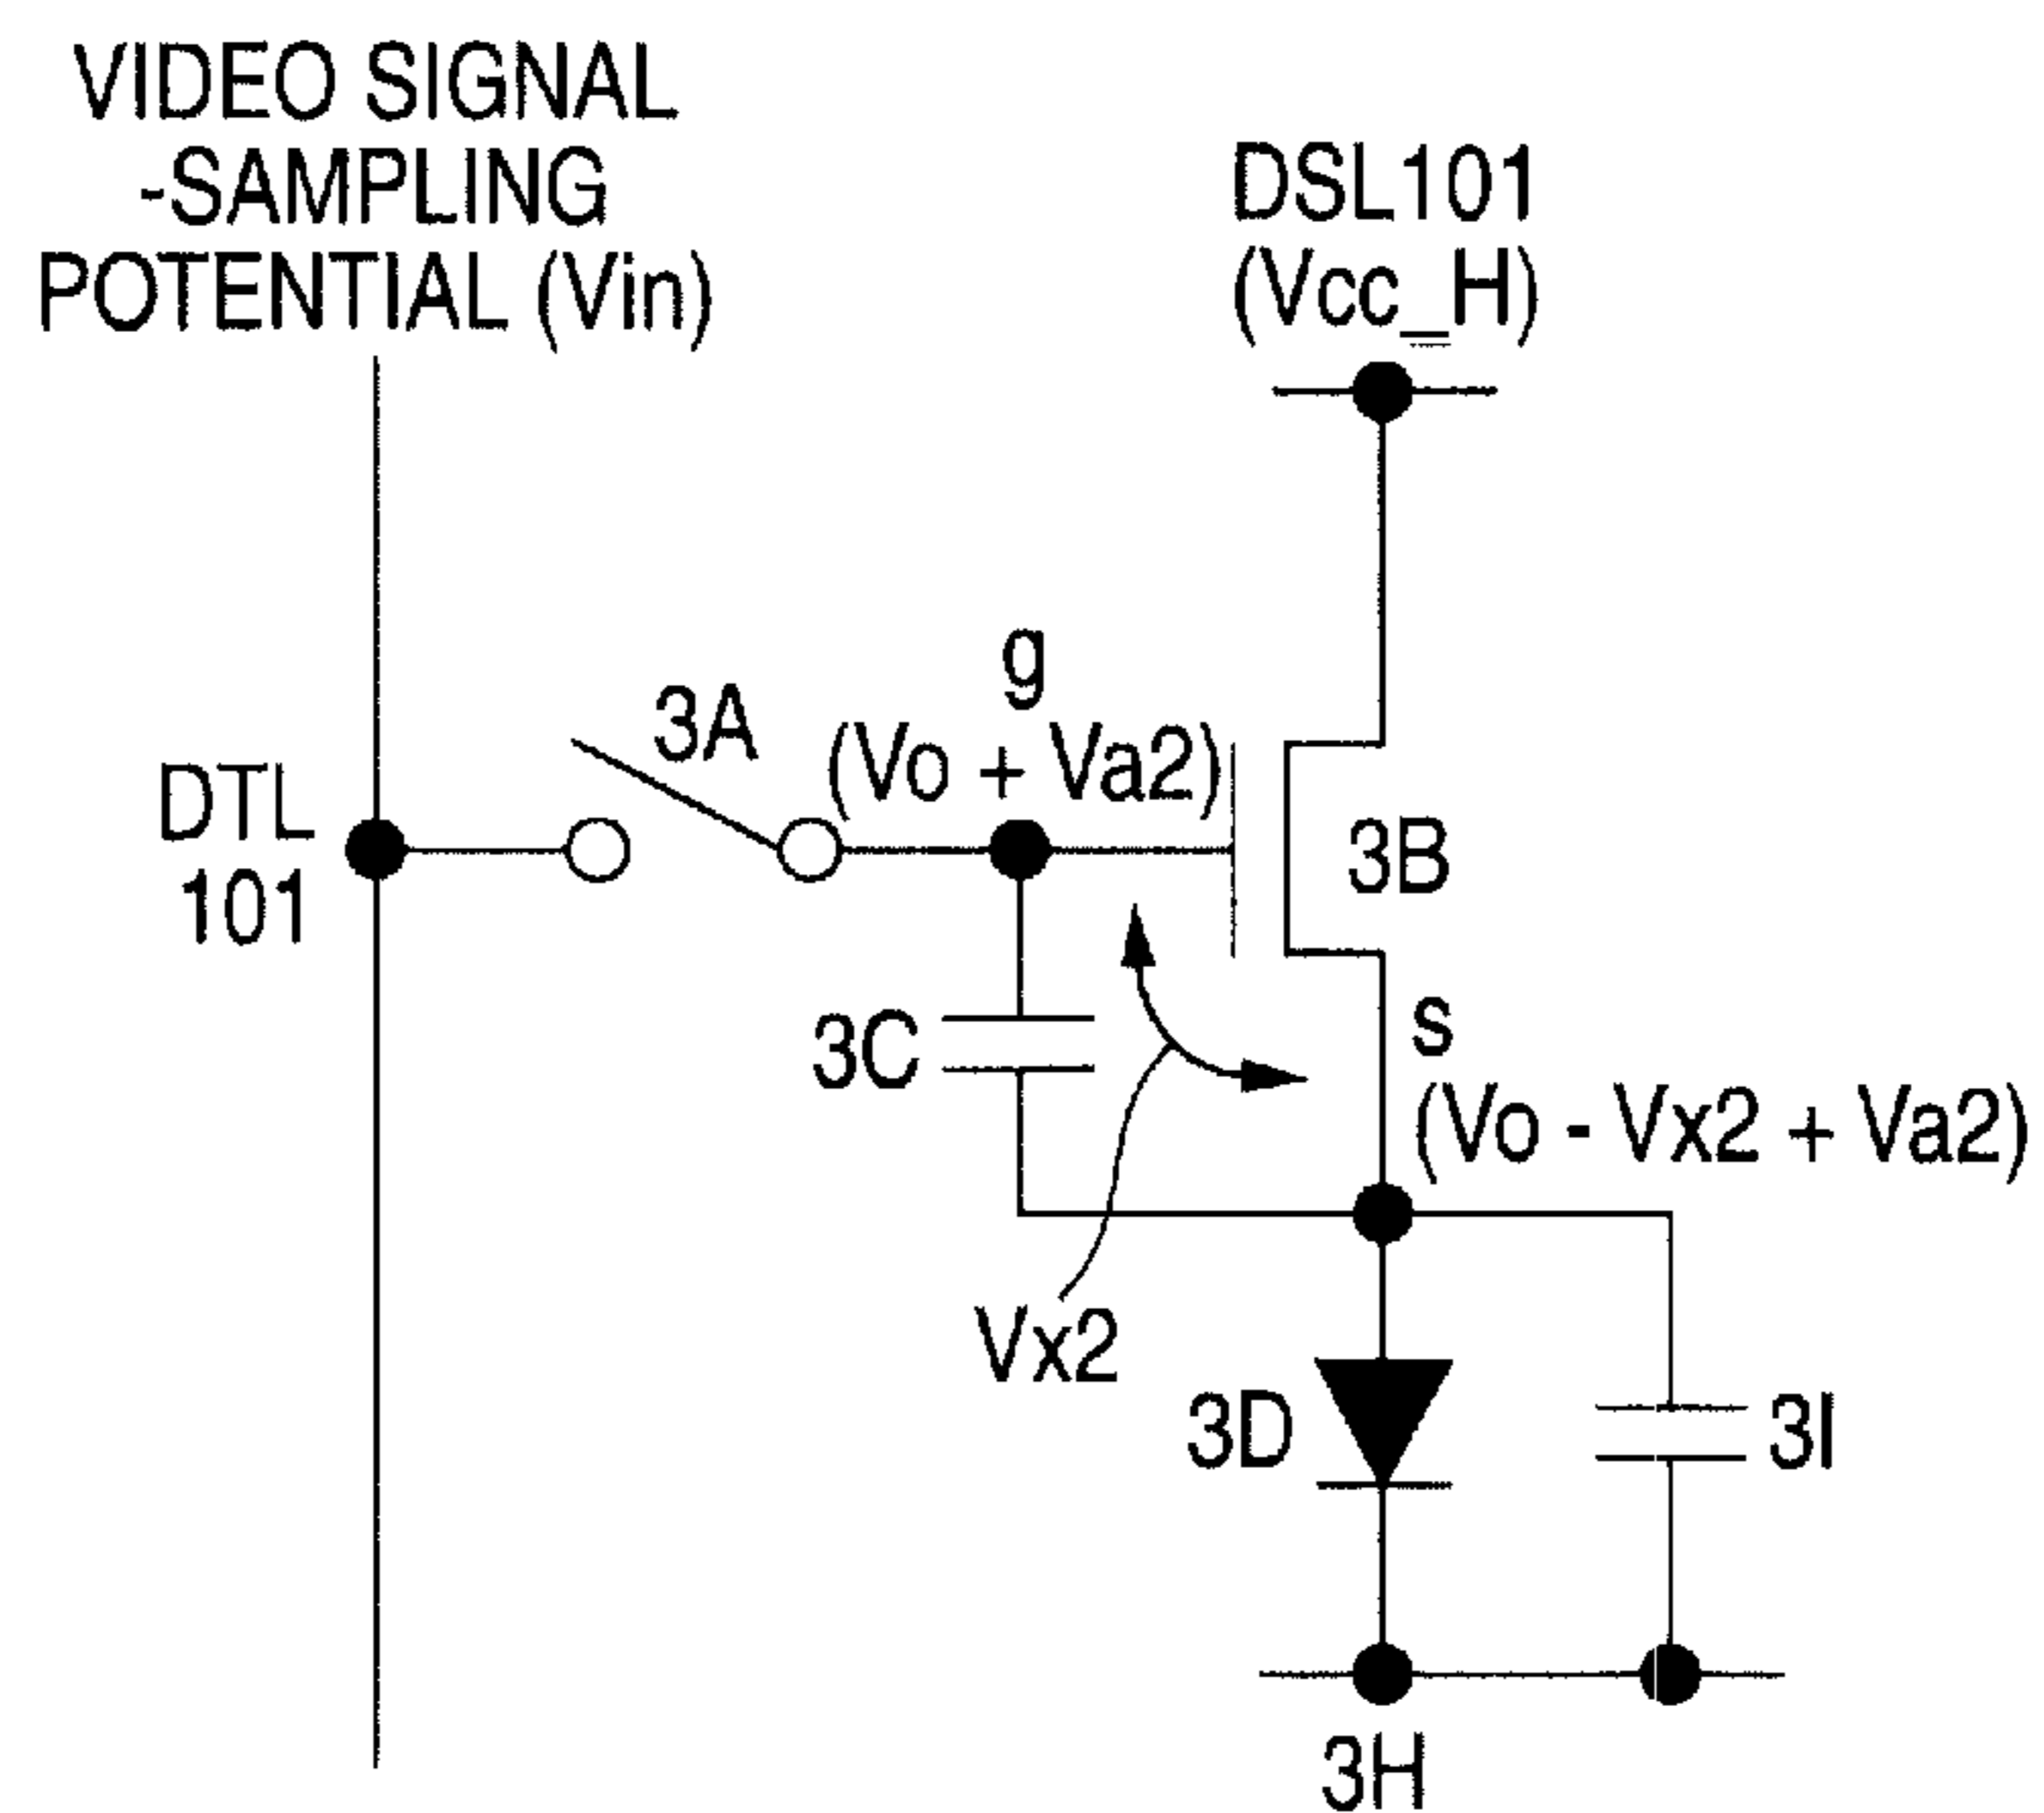 VIDEO SIGNAL
-SAMPLING
POTENTIAL (Vin)
DSL101
(Vcc_H)
g
(Vo + Va2)
3A
DTL
101
3B
3C
s
(Vo - Vx2 + Va2)
Vx2
3D
3I
3H